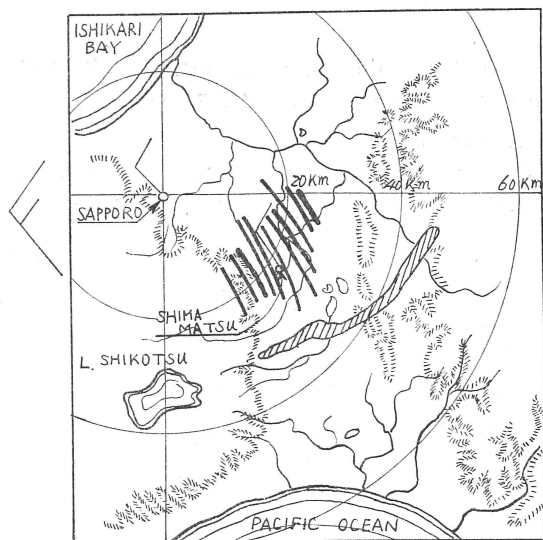 ISHIKARI
BAY
20Km
40Km
60Km
SAPPORO
SHIMA
MATSU
L. SHIKOTSU
PACIFIC OCEAN